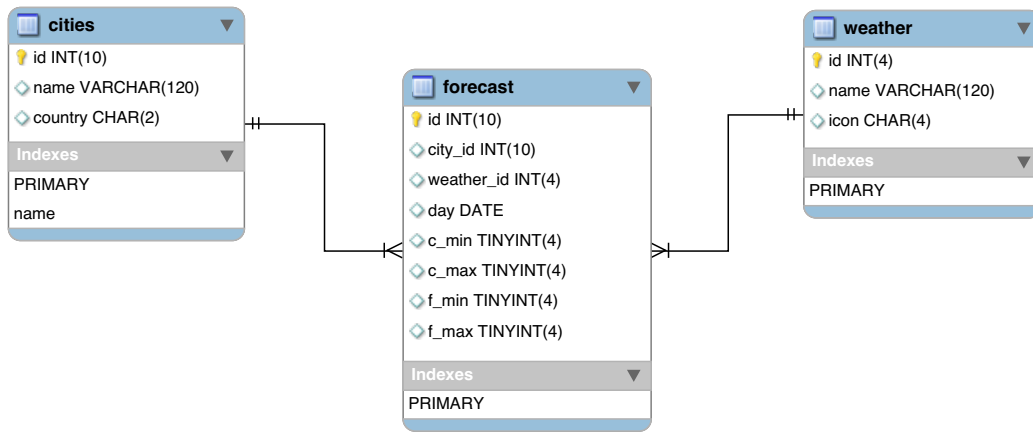 cities
id INT(10)
name VARCHAR(120)
country CHAR(2)
Indexes
PRIMARY
name
forecast
id INT(10)
city_id INT(10)
weather_id INT(4)
day DATE
c_min TINYINT(4)
c_max TINYINT(4)
f_min TINYINT(4)
f_max TINYINT(4)
Indexes
PRIMARY
weather
id INT(4)
name VARCHAR(120)
icon CHAR(4)
Indexes
PRIMARY